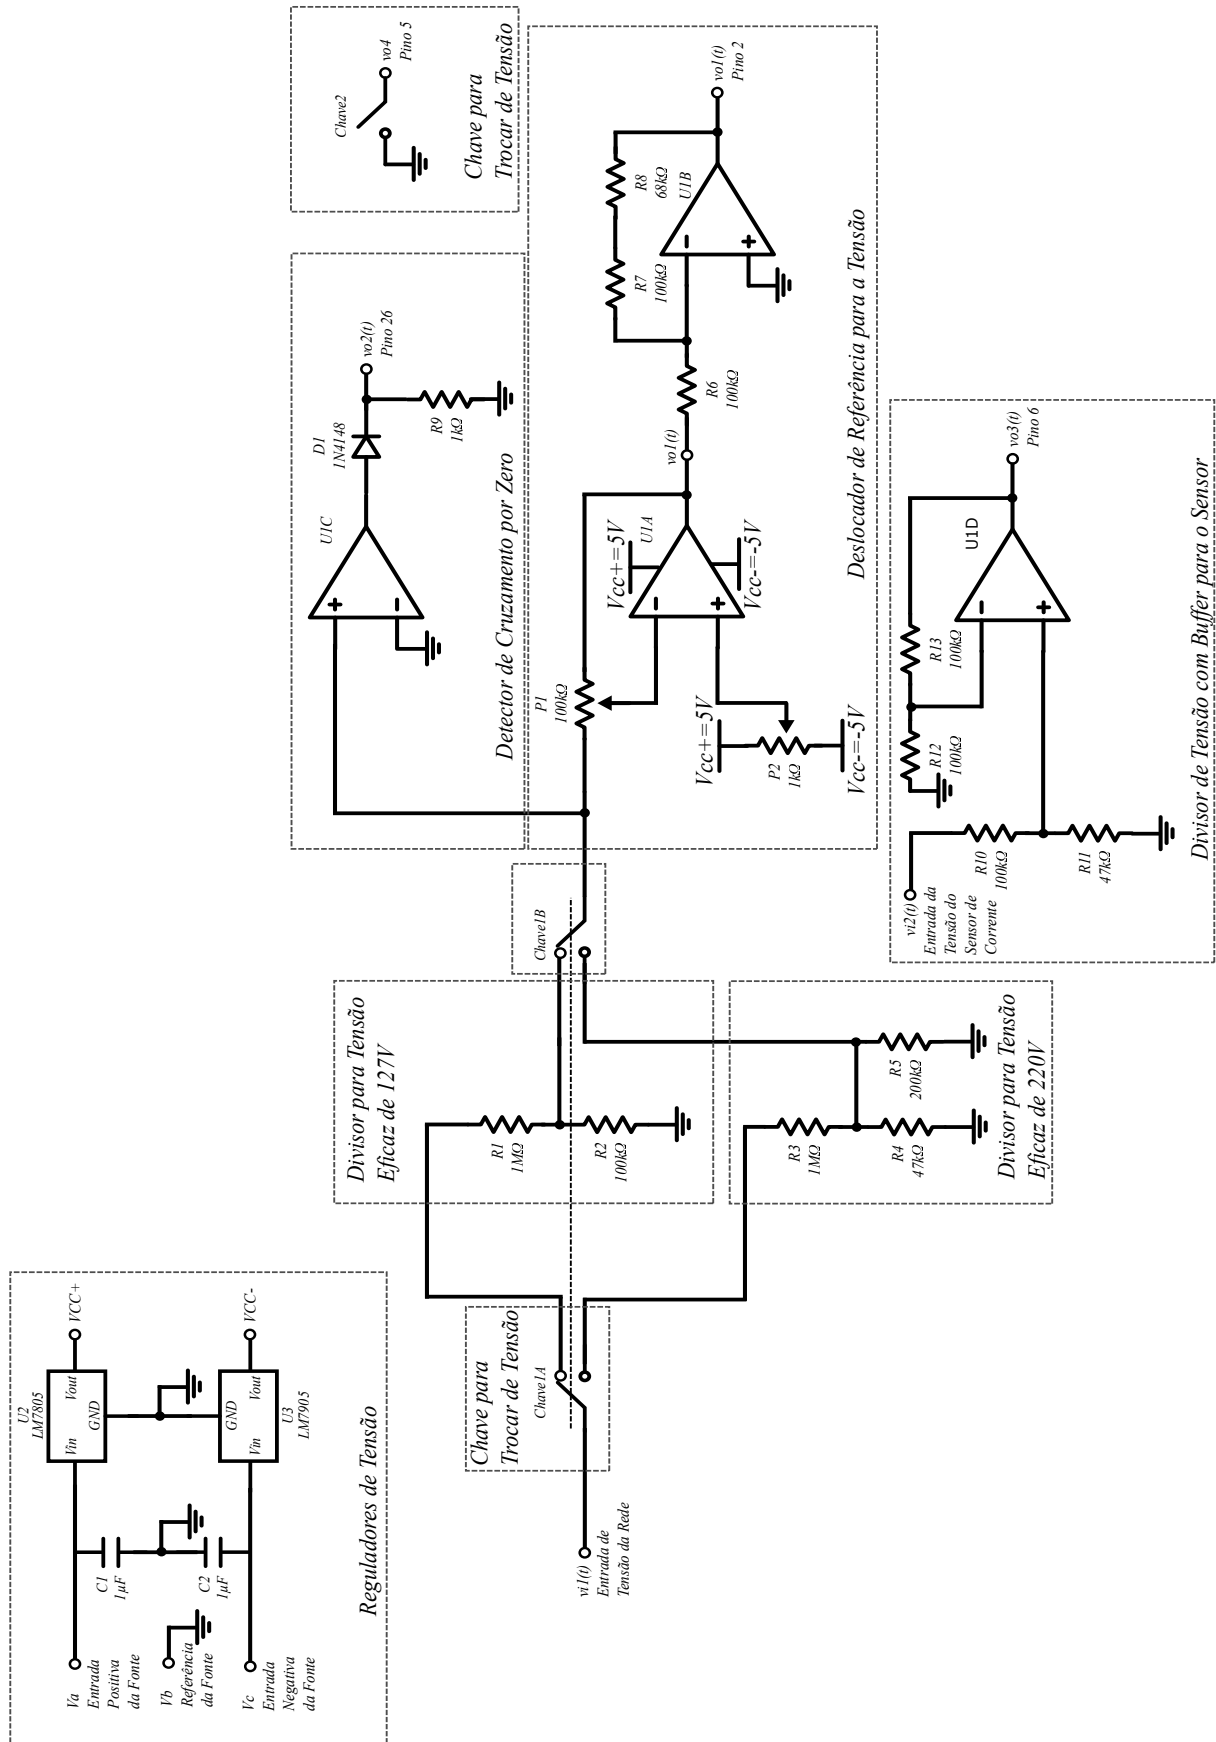 Va
Entrada
Positiva
da Fonte
Vb
Referência
da Fonte
Vc
Entrada
Negativa
da Fonte
C1
1µF
C2
1µF
U2
LM7805
Vin
Vout
GND
GND
Vin
Vout
U3
LM7905
VCC+
VCC-
Reguladores de Tensão
vi1(t)
Entrada de
Tensão da Rede
Chave para
Trocar de Tensão
Chave1A
Divisor para Tensão
Eficaz de 127V
R1
1MΩ
R2
100kΩ
R3
1MΩ
R4
47kΩ
R5
200kΩ
Divisor para Tensão
Eficaz de 220V
Chave1B
+
-
U1C
D1
1N4148
vo2(t)
Pino 26
R9
1kΩ
Detector de Cruzamento por Zero
Chave2
vo4
Pino 5
Chave para
Trocar de Tensão
P1
100kΩ
Vcc+=5V
P2
1kΩ
Vcc-=-5V
Vcc+=5V
-
+
U1A
Vcc-=-5V
vo1(t)
R6
100kΩ
R7
100kΩ
R8
68kΩ
U1B
-
+
vo1(t)
Pino 2
Deslocador de Referência para a Tensão
vi2(t)
Entrada da
Tensão do
Sensor de
Corrente
R10
100kΩ
R11
47kΩ
R12
100kΩ
R13
100kΩ
-
+
U1D
vo3(t)
Pino 6
Divisor de Tensão com Buffer para o Sensor